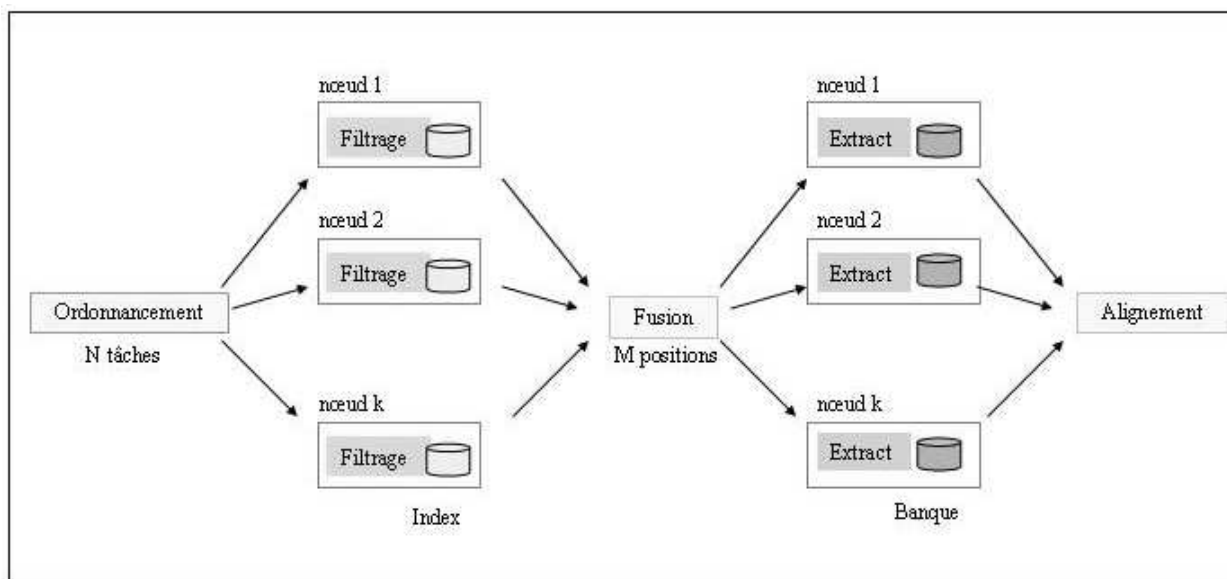 nœud 1
Filtrage
nœud 2
Filtrage
nœud k
Filtrage
Index
Ordonnancement
N tâches
Fusion
M positions
nœud 1
Extract
nœud 2
Extract
nœud k
Extract
Banque
Alignement